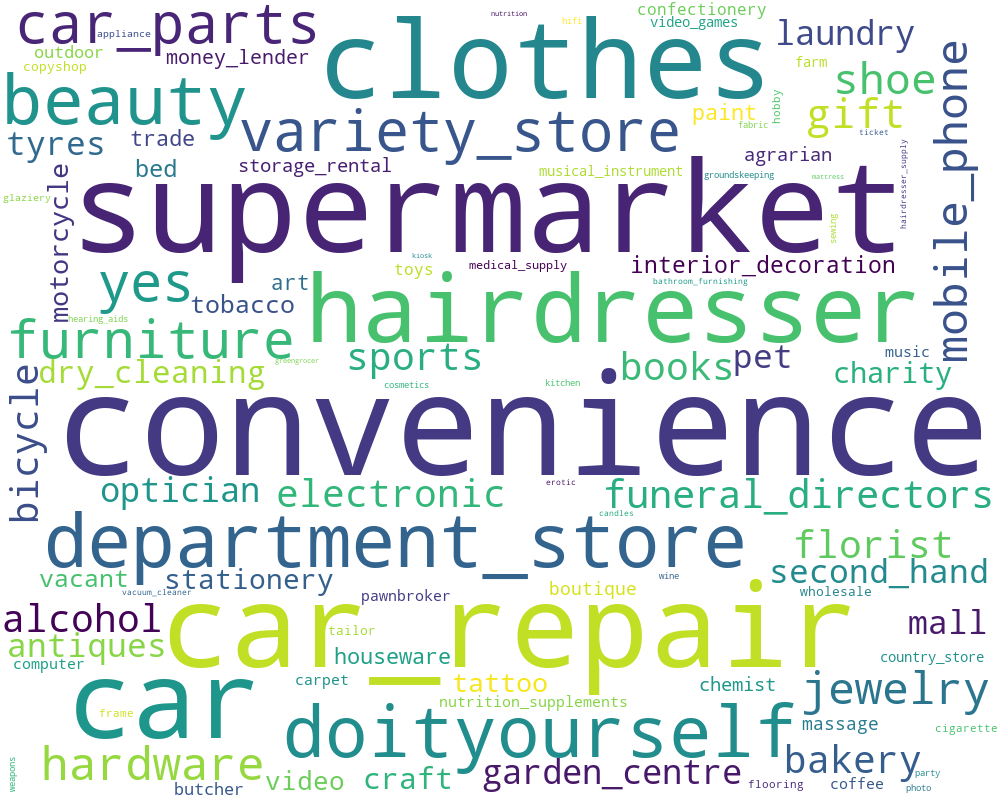 nutrition
hifi
confectionery
car_parts
clothes
video_games
laundry
appliance
outdoor
money_lender
copyshop
farm
shoe
mobile_phone
beauty
variety_store
paint
hobby
gift
fabric
ticket
tyres
trade
bed
storage_rental
musical_instrument
agrarian
hairdresser_supply
motorcycle
supermarket
groundskeeping
mattress
glaziery
sewing
kiosk
yes
art
toys
medical_supply
interior_decoration
tobacco
hairdresser
bathroom_furnishing
hearing_aids
furniture
sports
books
pet
music
greengrocer
dry_cleaning
charity
cosmetics
kitchen
bicycle
convenience
optician
electronic
erotic
funeral_directors
department_store
candles
florist
vacant
stationery
wine
second_hand
vacuum_cleaner
pawnbroker
boutique
wholesale
alcohol
car_repair
mall
antiques
tailor
houseware
computer
country_store
car
carpet
tattoo
chemist
jewelry
frame
nutrition_supplements
doityourself
massage
cigarette
hardware
video
craft
garden_centre
bakery
weapons
butcher
flooring
coffee
party
photo